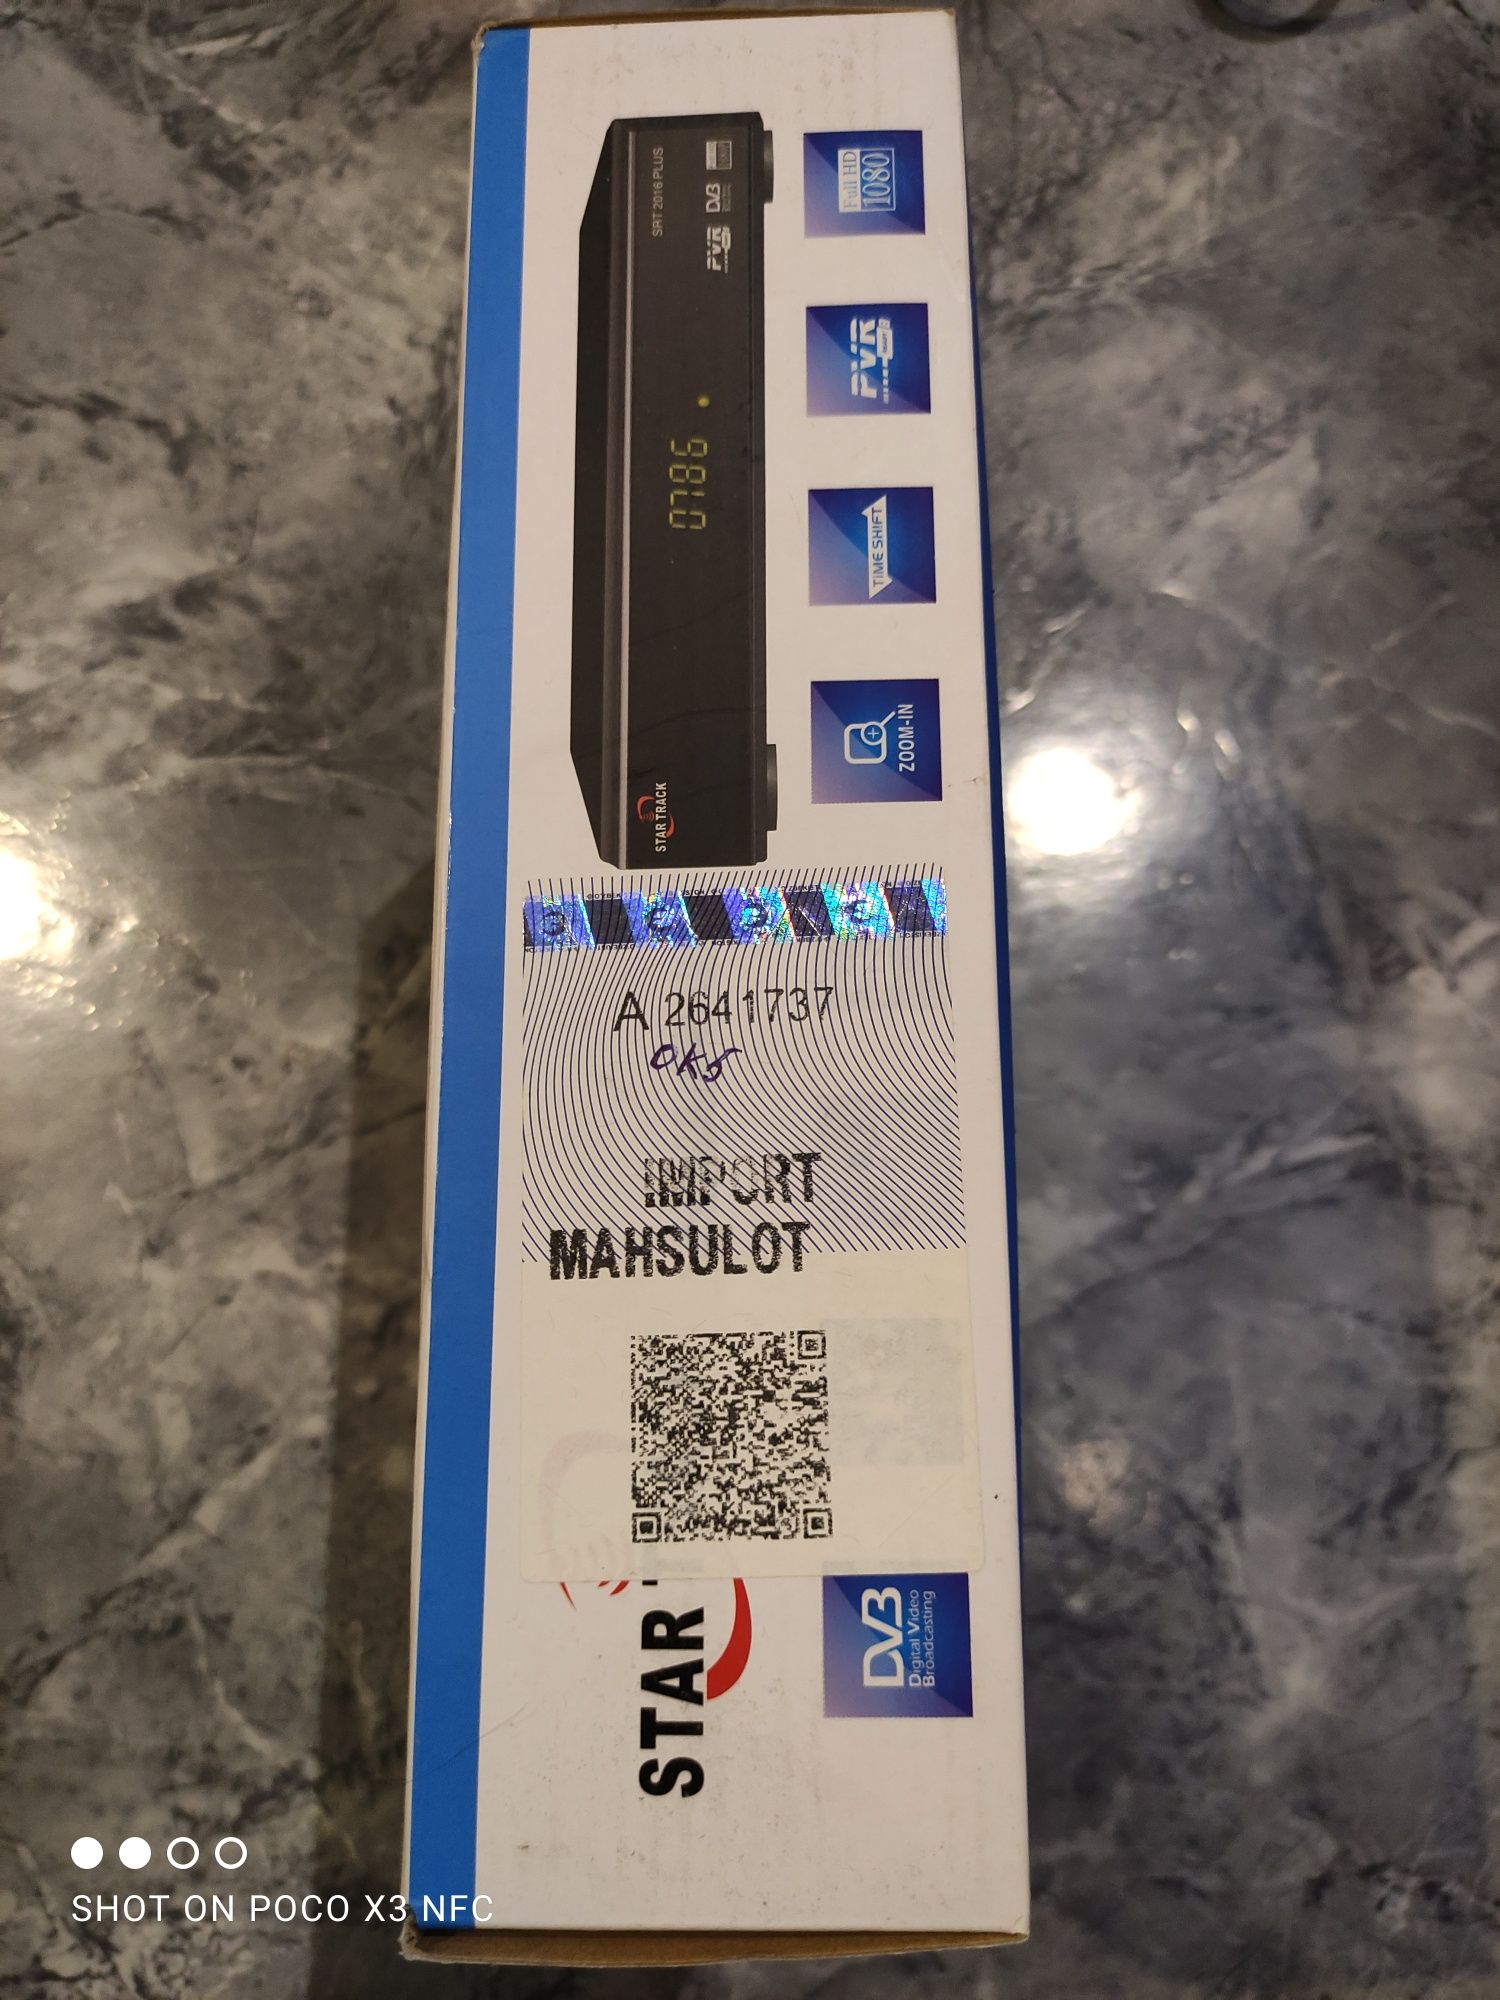 SRT 2016 PLUS
PVR
DVB
0786
STAR TRACK
Full HD
1080
PVR
TIME SHIFT
ZOOM-IN
A 2641737
IMPORT
MAHSULOT
STAR
DVB
Digital Video
Broadcasting
SHOT ON POCO X3 NFC